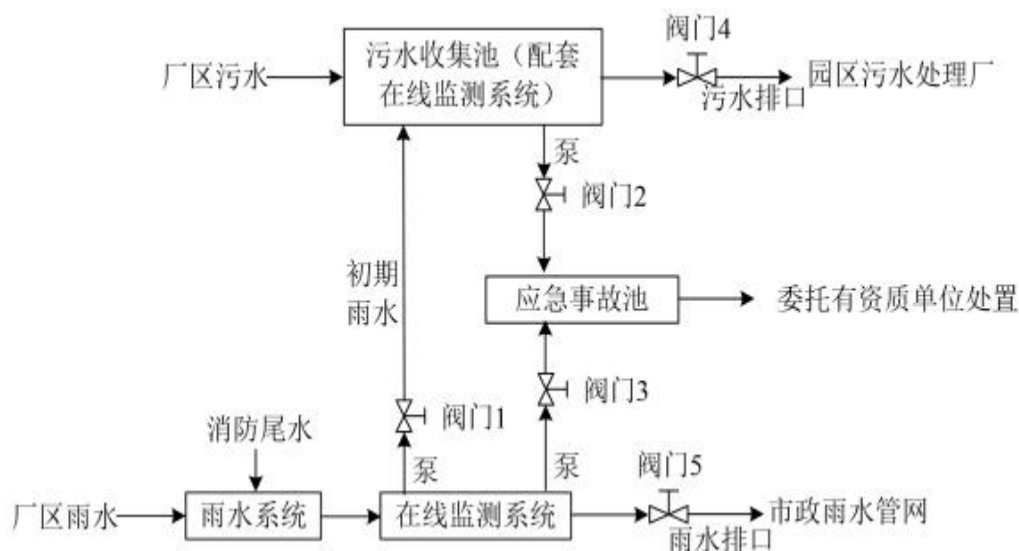 阀门4
厂区污水
污水收集池（配套
在线监测系统）
园区污水处理厂
污水排口
泵
阀门2
初期
雨水
应急事故池
委托有资质单位处置
阀门3
阀门1
消防尾水
泵
泵
阀门5
厂区雨水
雨水系统
在线监测系统
市政雨水管网
雨水排口